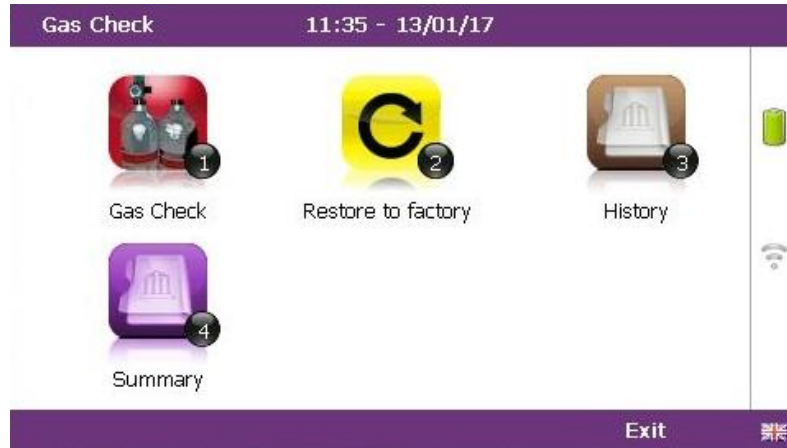 Gas Check 11:35 - 13/01/17
1 2 3
Gas Check Restore to factory History
4
Summary
Exit